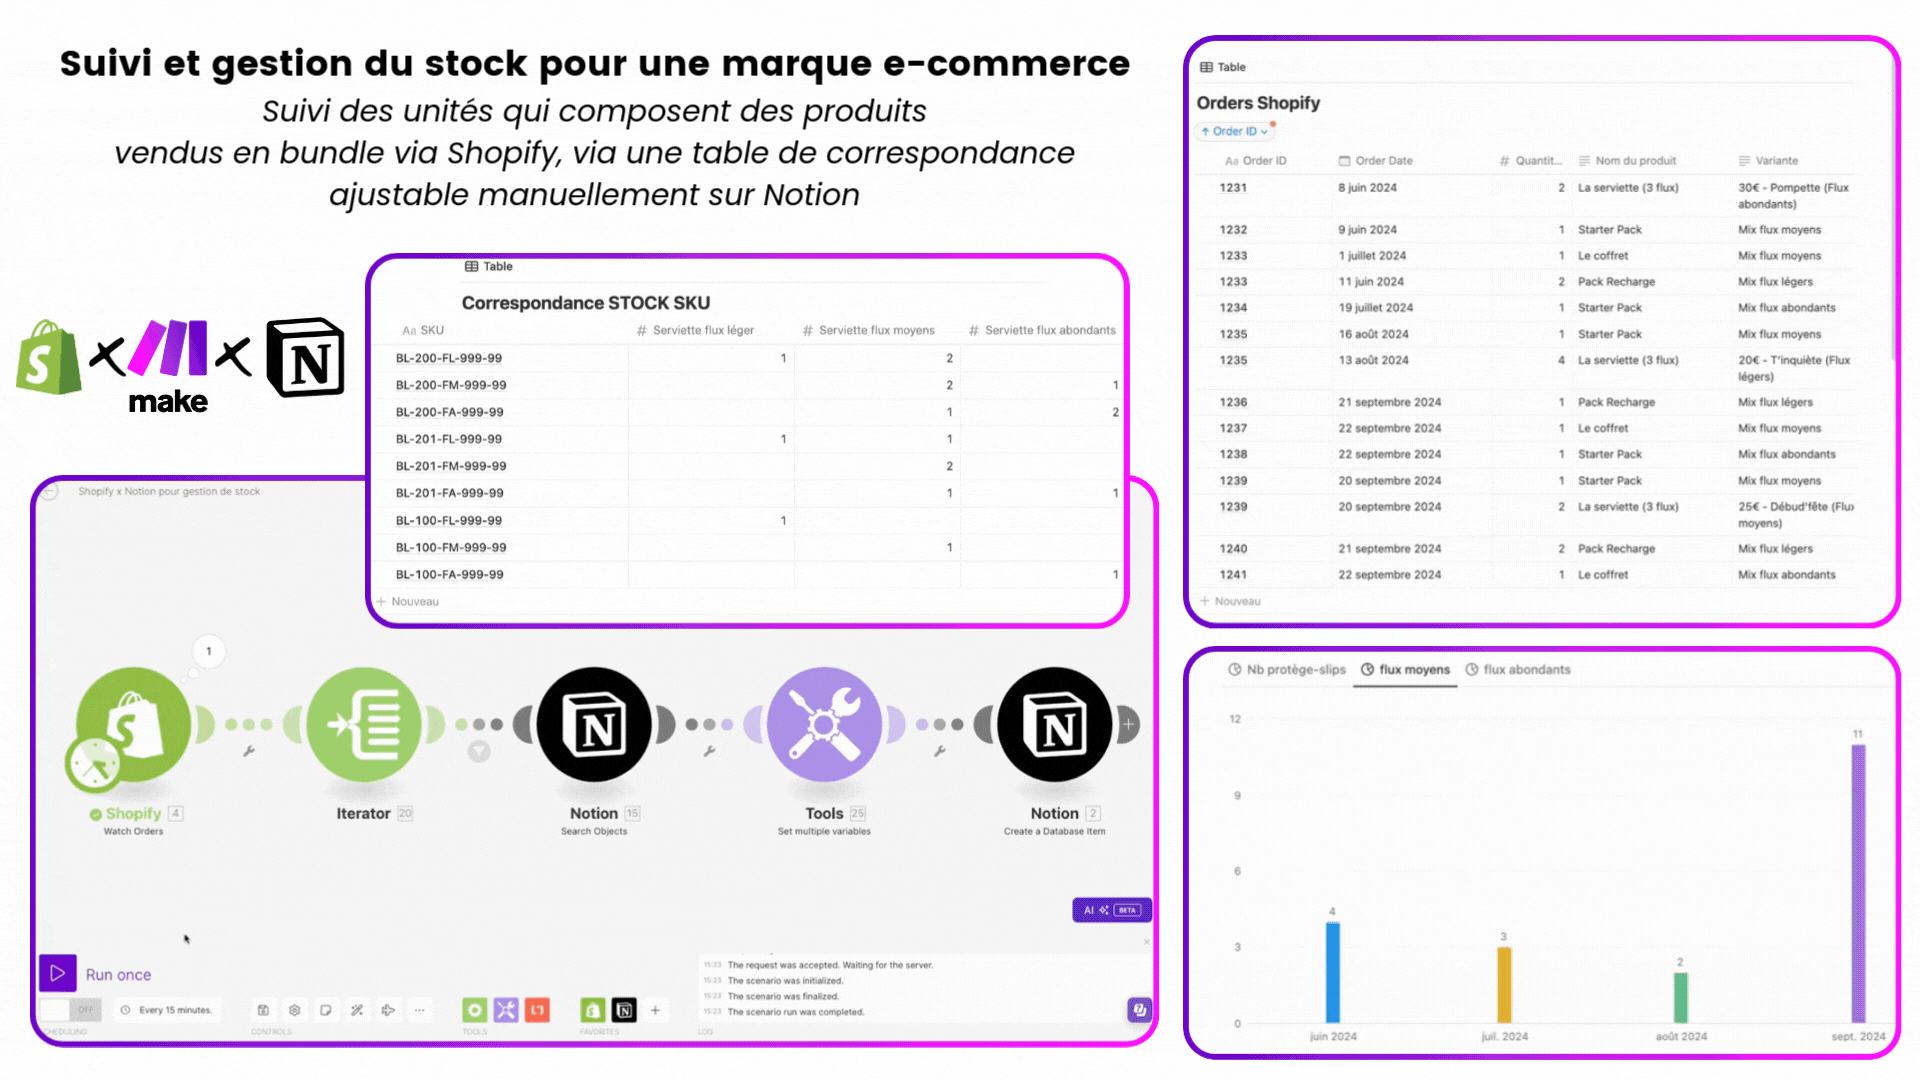 Suivi et gestion du stock pour une marque e-commerce
Suivi des unités qui composent des produits
vendus en bundle via Shopify, via une table de correspondance
ajustable manuellement sur Notion
make
Table
Correspondance STOCK SKU
Aa SKU # Serviette flux léger # Serviette flux moyens # Serviette flux abondants
BL-200-FL-999-99 1 2
BL-200-FM-999-99 2 1
BL-200-FA-999-99 1 2
BL-201-FL-999-99 1 1
BL-201-FM-999-99 2
BL-201-FA-999-99 1 1
BL-100-FL-999-99 1
BL-100-FM-999-99 1
BL-100-FA-999-99 1
+ Nouveau
Shopify x Notion pour gestion de stock
1
Shopify 4
Watch Orders
Iterator 20
Notion 15
Search Objects
Tools 25
Set multiple variables
Notion 2
Create a Database Item
AI BETA
Run once
OFF
Every 15 minutes.
CONTROLS
TOOLS
FAVORITES
LOG
15:23 The request was accepted. Waiting for the server.
15:23 The scenario was initialized.
15:23 The scenario was finalized.
15:23 The scenario run was completed.
Table
Orders Shopify
↑ Order ID
Aa Order ID Order Date # Quantit... Nom du produit Variante
1231 8 juin 2024 2 La serviette (3 flux) 30€ - Pompette (Flux
abondants)
1232 9 juin 2024 1 Starter Pack Mix flux moyens
1233 1 juillet 2024 1 Le coffret Mix flux moyens
1233 11 juin 2024 2 Pack Recharge Mix flux légers
1234 19 juillet 2024 1 Starter Pack Mix flux abondants
1235 16 août 2024 1 Starter Pack Mix flux moyens
1235 13 août 2024 4 La serviette (3 flux) 20€ - T'inquiète (Flux
légers)
1236 21 septembre 2024 1 Pack Recharge Mix flux légers
1237 22 septembre 2024 1 Le coffret Mix flux moyens
1238 22 septembre 2024 1 Starter Pack Mix flux abondants
1239 20 septembre 2024 1 Starter Pack Mix flux moyens
1239 20 septembre 2024 2 La serviette (3 flux) 25€ - Débud'fête (Flux
moyens)
1240 21 septembre 2024 2 Pack Recharge Mix flux légers
1241 22 septembre 2024 1 Le coffret Mix flux abondants
+ Nouveau
Nb protège-slips flux moyens flux abondants
12
9
6
3
0
4
3
2
11
juin 2024 juil. 2024 août 2024 sept. 2024